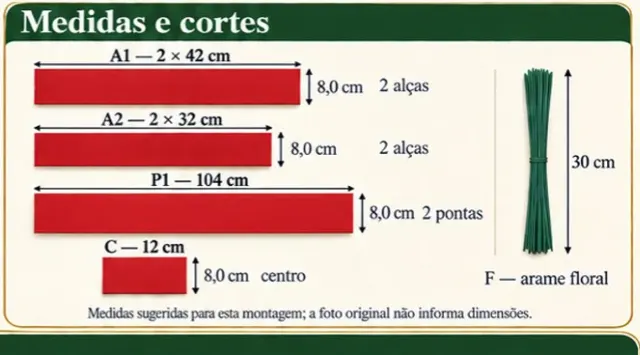 Medidas e cortes
A1 — 2 × 42 cm
8,0 cm 2 alças
A2 — 2 × 32 cm
8,0 cm 2 alças
P1 — 104 cm
8,0 cm 2 pontas
C — 12 cm
8,0 cm centro
30 cm
F — arame floral
Medidas sugeridas para esta montagem; a foto original não informa dimensões.